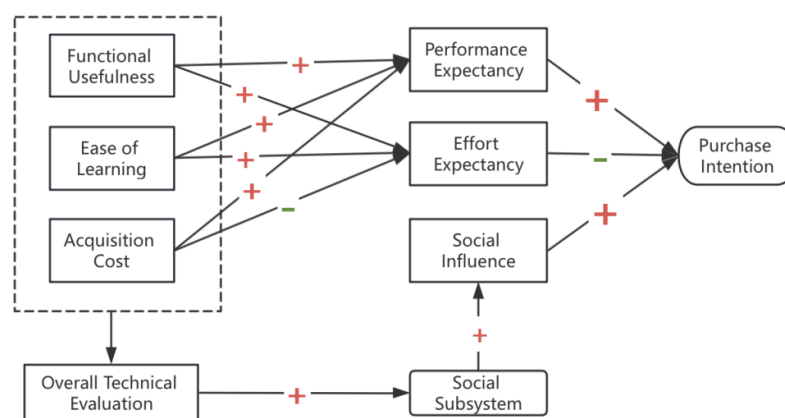 Functional
Usefulness
Performance
Expectancy
+
+
+
Ease of
Learning
+
Effort
Expectancy
+
–
Purchase
Intention
+
–
Acquisition
Cost
Social
Influence
+
+
Overall Technical
Evaluation
+
Social
Subsystem